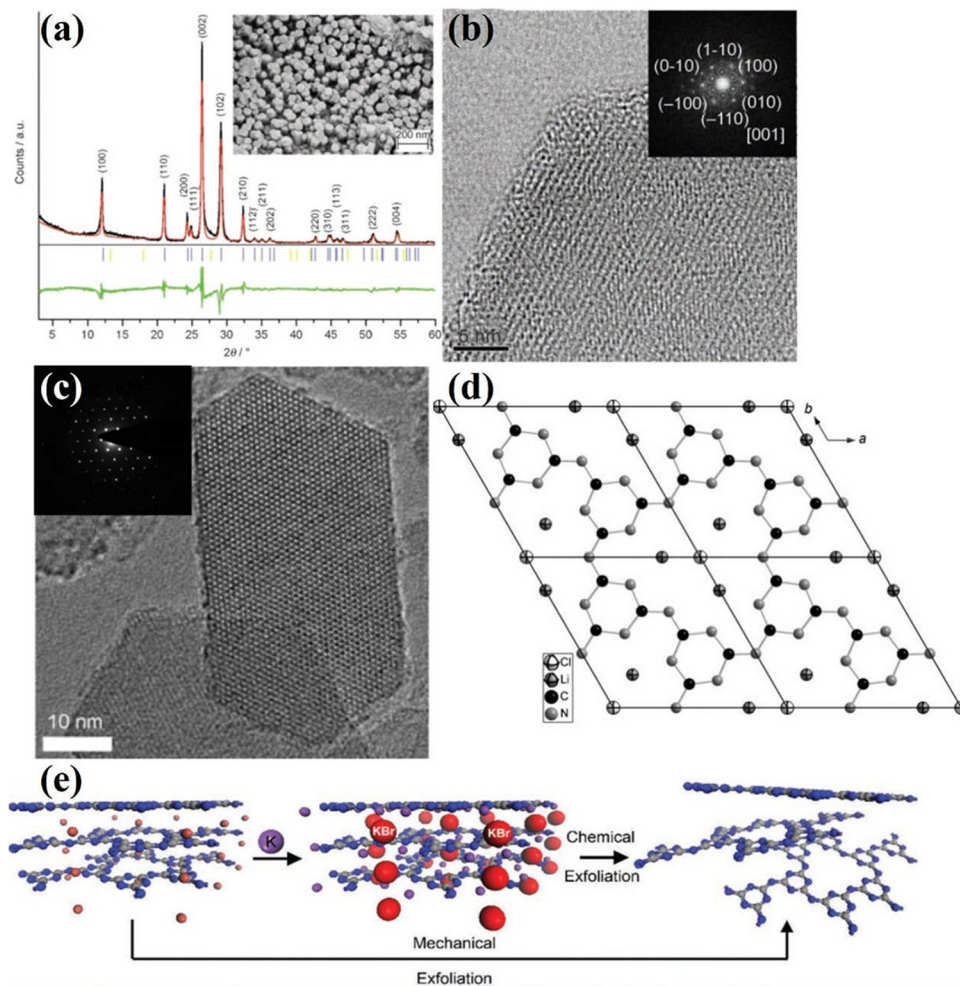 (a)
(002)
(102)
(100)
(110)
(200)
(111)
(210)
(112)
(211)
(202)
(220)
(310)
(113)
(311)
(222)
(004)
200 nm
Counts / a.u.
5 10 15 20 25 30 35 40 45 50 55 60
2θ / °
(b)
(1-10)
(0-10)
(100)
(−100)
(010)
(−110)
[001]
5 nm
(c)
10 nm
(d)
b
a
Cl
Li
C
N
(e)
K
KBr
KBr
Chemical
Exfoliation
Mechanical
Exfoliation